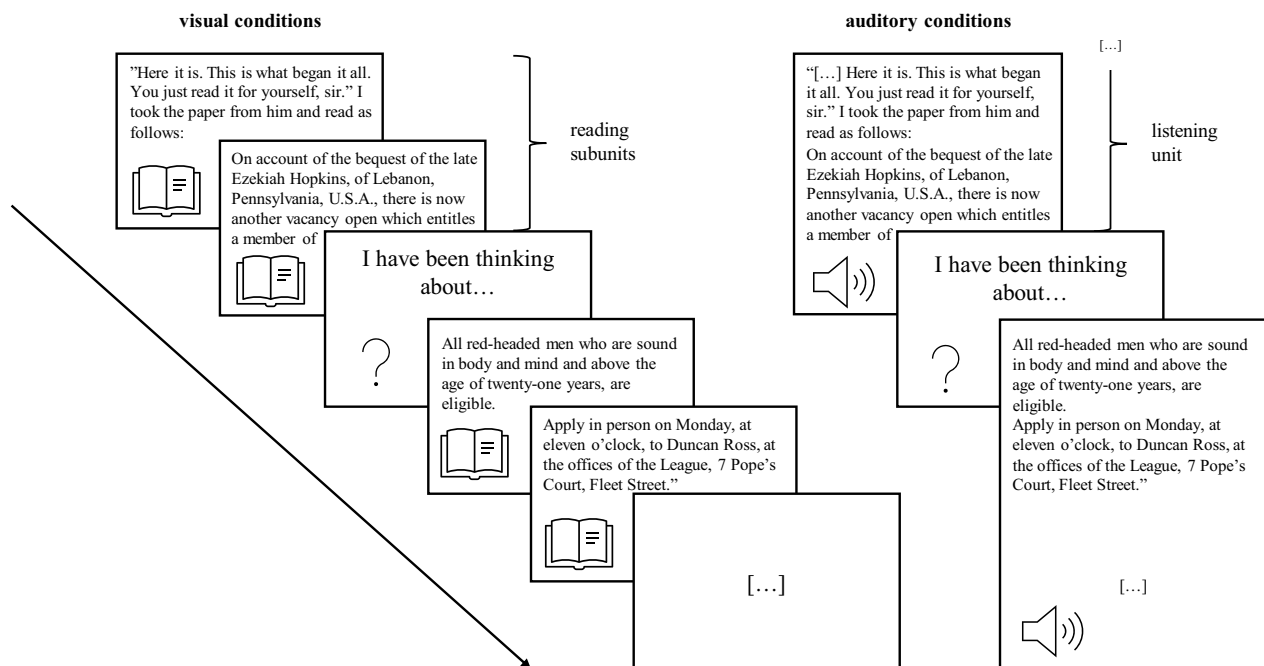 visual conditions
”Here it is. This is what began it all.
You just read it for yourself, sir.” I
took the paper from him and read as
follows:
On account of the bequest of the late
Ezekiah Hopkins, of Lebanon,
Pennsylvania, U.S.A., there is now
another vacancy open which entitles
a member of
reading
subunits
I have been thinking
about…
?
All red-headed men who are sound
in body and mind and above the
age of twenty-one years, are
eligible.
Apply in person on Monday, at
eleven o’clock, to Duncan Ross, at
the offices of the League, 7 Pope’s
Court, Fleet Street.”
[…]
auditory conditions
[…]
“[…] Here it is. This is what began
it all. You just read it for yourself,
sir.” I took the paper from him and
read as follows:
On account of the bequest of the late
Ezekiah Hopkins, of Lebanon,
Pennsylvania, U.S.A., there is now
another vacancy open which entitles
a member of
listening
unit
I have been thinking
about…
?
All red-headed men who are sound
in body and mind and above the
age of twenty-one years, are
eligible.
Apply in person on Monday, at
eleven o’clock, to Duncan Ross, at
the offices of the League, 7 Pope’s
Court, Fleet Street.”
[…]